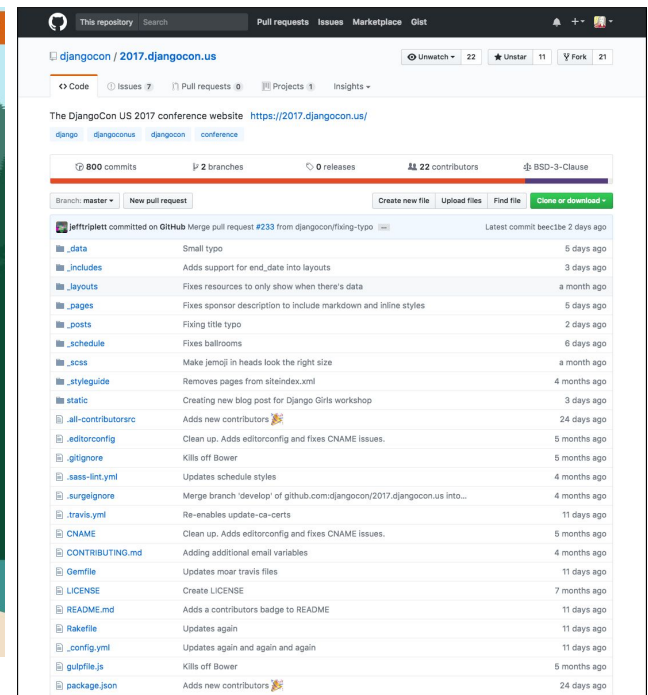 This repository Search Pull requests Issues Marketplace Gist
djangocon / 2017.djangocon.us Unwatch 22 Unstar 11 Fork 21
Code Issues 7 Pull requests 0 Projects 1 Insights
The DjangoCon US 2017 conference website https://2017.djangocon.us/
django djangoconus djangocon conference
800 commits 2 branches 0 releases 22 contributors BSD-3-Clause
Branch: master New pull request Create new file Upload files Find file Clone or download
jefftriplett committed on GitHub Merge pull request #233 from djangocon/fixing-typo ... Latest commit beec1be 2 days ago
_data Small typo 5 days ago
_includes Adds support for end_date into layouts 3 days ago
_layouts Fixes resources to only show when there's data a month ago
_pages Fixes sponsor description to include markdown and inline styles 5 days ago
_posts Fixing title typo 2 days ago
_schedule Fixes ballrooms 6 days ago
_scss Make jemoji in heads look the right size a month ago
_styleguide Removes pages from siteindex.xml 4 months ago
static Creating new blog post for Django Girls workshop 3 days ago
.all-contributorsrc Adds new contributors 🎉 24 days ago
.editorconfig Clean up. Adds editorconfig and fixes CNAME issues. 5 months ago
.gitignore Kills off Bower 5 months ago
.sass-lint.yml Updates schedule styles 4 months ago
.surgeignore Merge branch 'develop' of github.com:djangocon/2017.djangocon.us into... 4 months ago
.travis.yml Re-enables update-ca-certs 11 days ago
CNAME Clean up. Adds editorconfig and fixes CNAME issues. 5 months ago
CONTRIBUTING.md Adding additional email variables 4 months ago
Gemfile Updates moar travis files 11 days ago
LICENSE Create LICENSE 7 months ago
README.md Adds a contributors badge to README 11 days ago
Rakefile Updates again 11 days ago
_config.yml Updates again and again and again 11 days ago
gulpfile.js Kills off Bower 5 months ago
package.json Adds new contributors 🎉 24 days ago